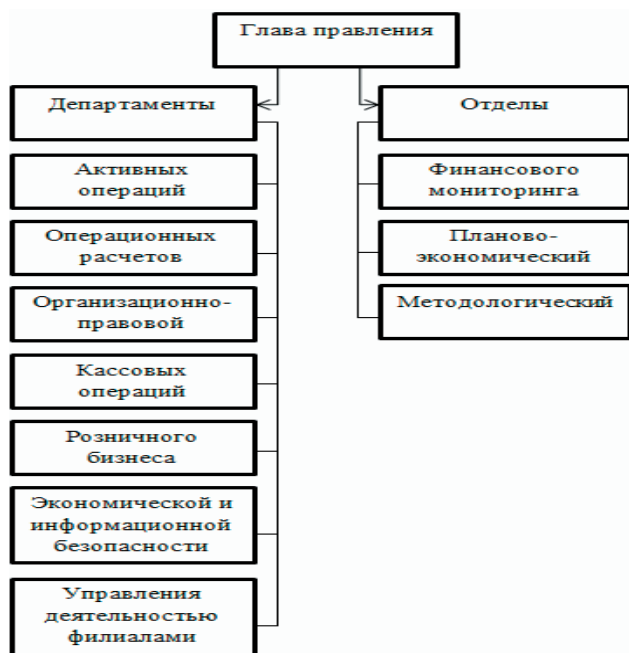 Глава правления
Департаменты
Отделы
Активных
операций
Финансового
мониторинга
Операционных
расчетов
Планово-
экономический
Организационно-
правовой
Методологический
Кассовых
операций
Розничного
бизнеса
Экономической и
информационной
безопасности
Управления
деятельностью
филиалами